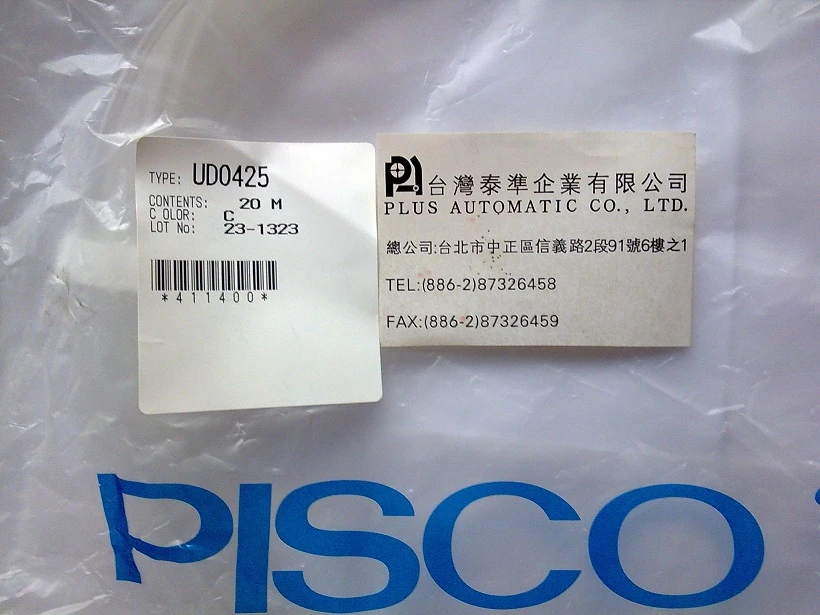 TYPE: UD0425
CONTENTS: 20 M
C OLOR: C
LOT No: 23-1323
*411400*
台灣泰準企業有限公司
PLUS AUTOMATIC CO., LTD.
總公司:台北市中正區信義路2段91號6樓之1
TEL:(886-2)87326458
FAX:(886-2)87326459
PISCO